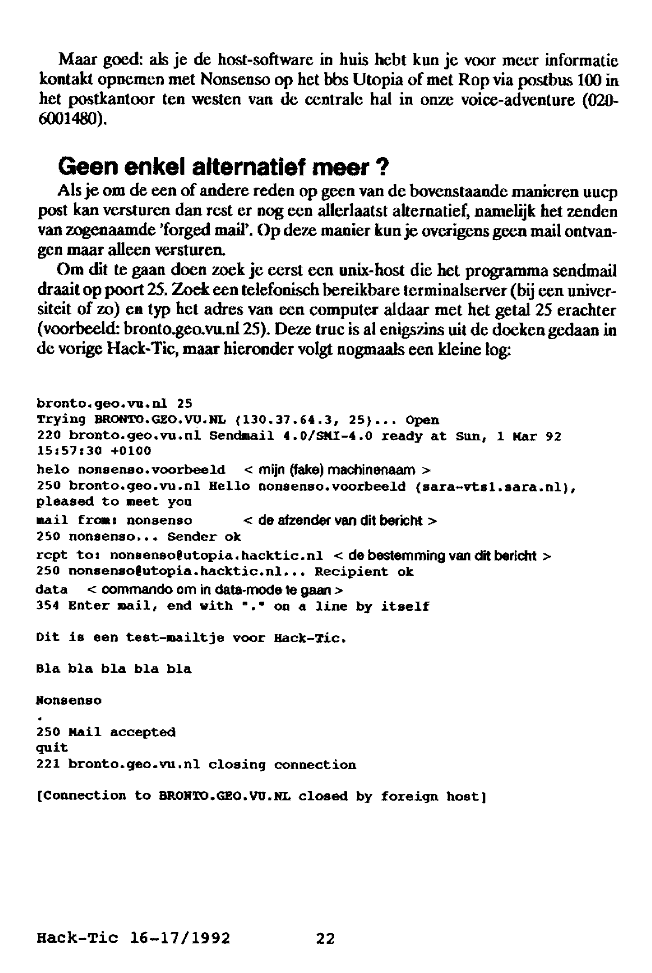 Maar goed: als je de host-software in huis hebt kun je voor meer informatie
kontakt opnemen met Nonsenso op het bbs Utopia of met Rop via postbus 100 in
het postkantoor ten westen van de centrale hal in onze voice-adventure (020-
6001480).
Geen enkel alternatief meer ?
Als je om de een of andere reden op geen van de bovenstaande manieren uucp
post kan versturen dan rest er nog een allerlaatst alternatief, namelijk het zenden
van zogenaamde 'forged mail'. Op deze manier kun je overigens geen mail ontvan-
gen maar alleen versturen.
Om dit te gaan doen zoek je eerst een unix-host die het programma sendmail
draait op poort 25. Zoek een telefonisch bereikbare terminalserver (bij een univer-
siteit of zo) en typ het adres van een computer aldaar met het getal 25 erachter
(voorbeeld: bronto.geo.vu.nl 25). Deze truc is al enigszins uit de doeken gedaan in
de vorige Hack-Tic, maar hieronder volgt nogmaals een kleine log:
bronto.geo.vu.nl 25
Trying BRONTO.GEO.VU.NL (130.37.64.3, 25)... Open
220 bronto.geo.vu.nl Sendmail 4.0/SMI-4.0 ready at Sun, 1 Mar 92
15:57:30 +0100
helo nonsenso.voorbeeld < mijn (fake) machinenaam >
250 bronto.geo.vu.nl Hello nonsenso.voorbeeld (sara-vts1.sara.nl),
pleased to meet you
mail from: nonsenso < de afzender van dit bericht >
250 nonsenso... Sender ok
rcpt to: nonsenso@utopia.hacktic.nl < de bestemming van dit bericht >
250 nonsenso@utopia.hacktic.nl... Recipient ok
data < commando om in data-mode te gaan >
354 Enter mail, end with "." on a line by itself
Dit is een test-mailtje voor Hack-Tic.
Bla bla bla bla bla
Nonsenso
.
250 Mail accepted
quit
221 bronto.geo.vu.nl closing connection
[Connection to BRONTO.GEO.VU.NL closed by foreign host]
Hack-Tic 16-17/1992 22